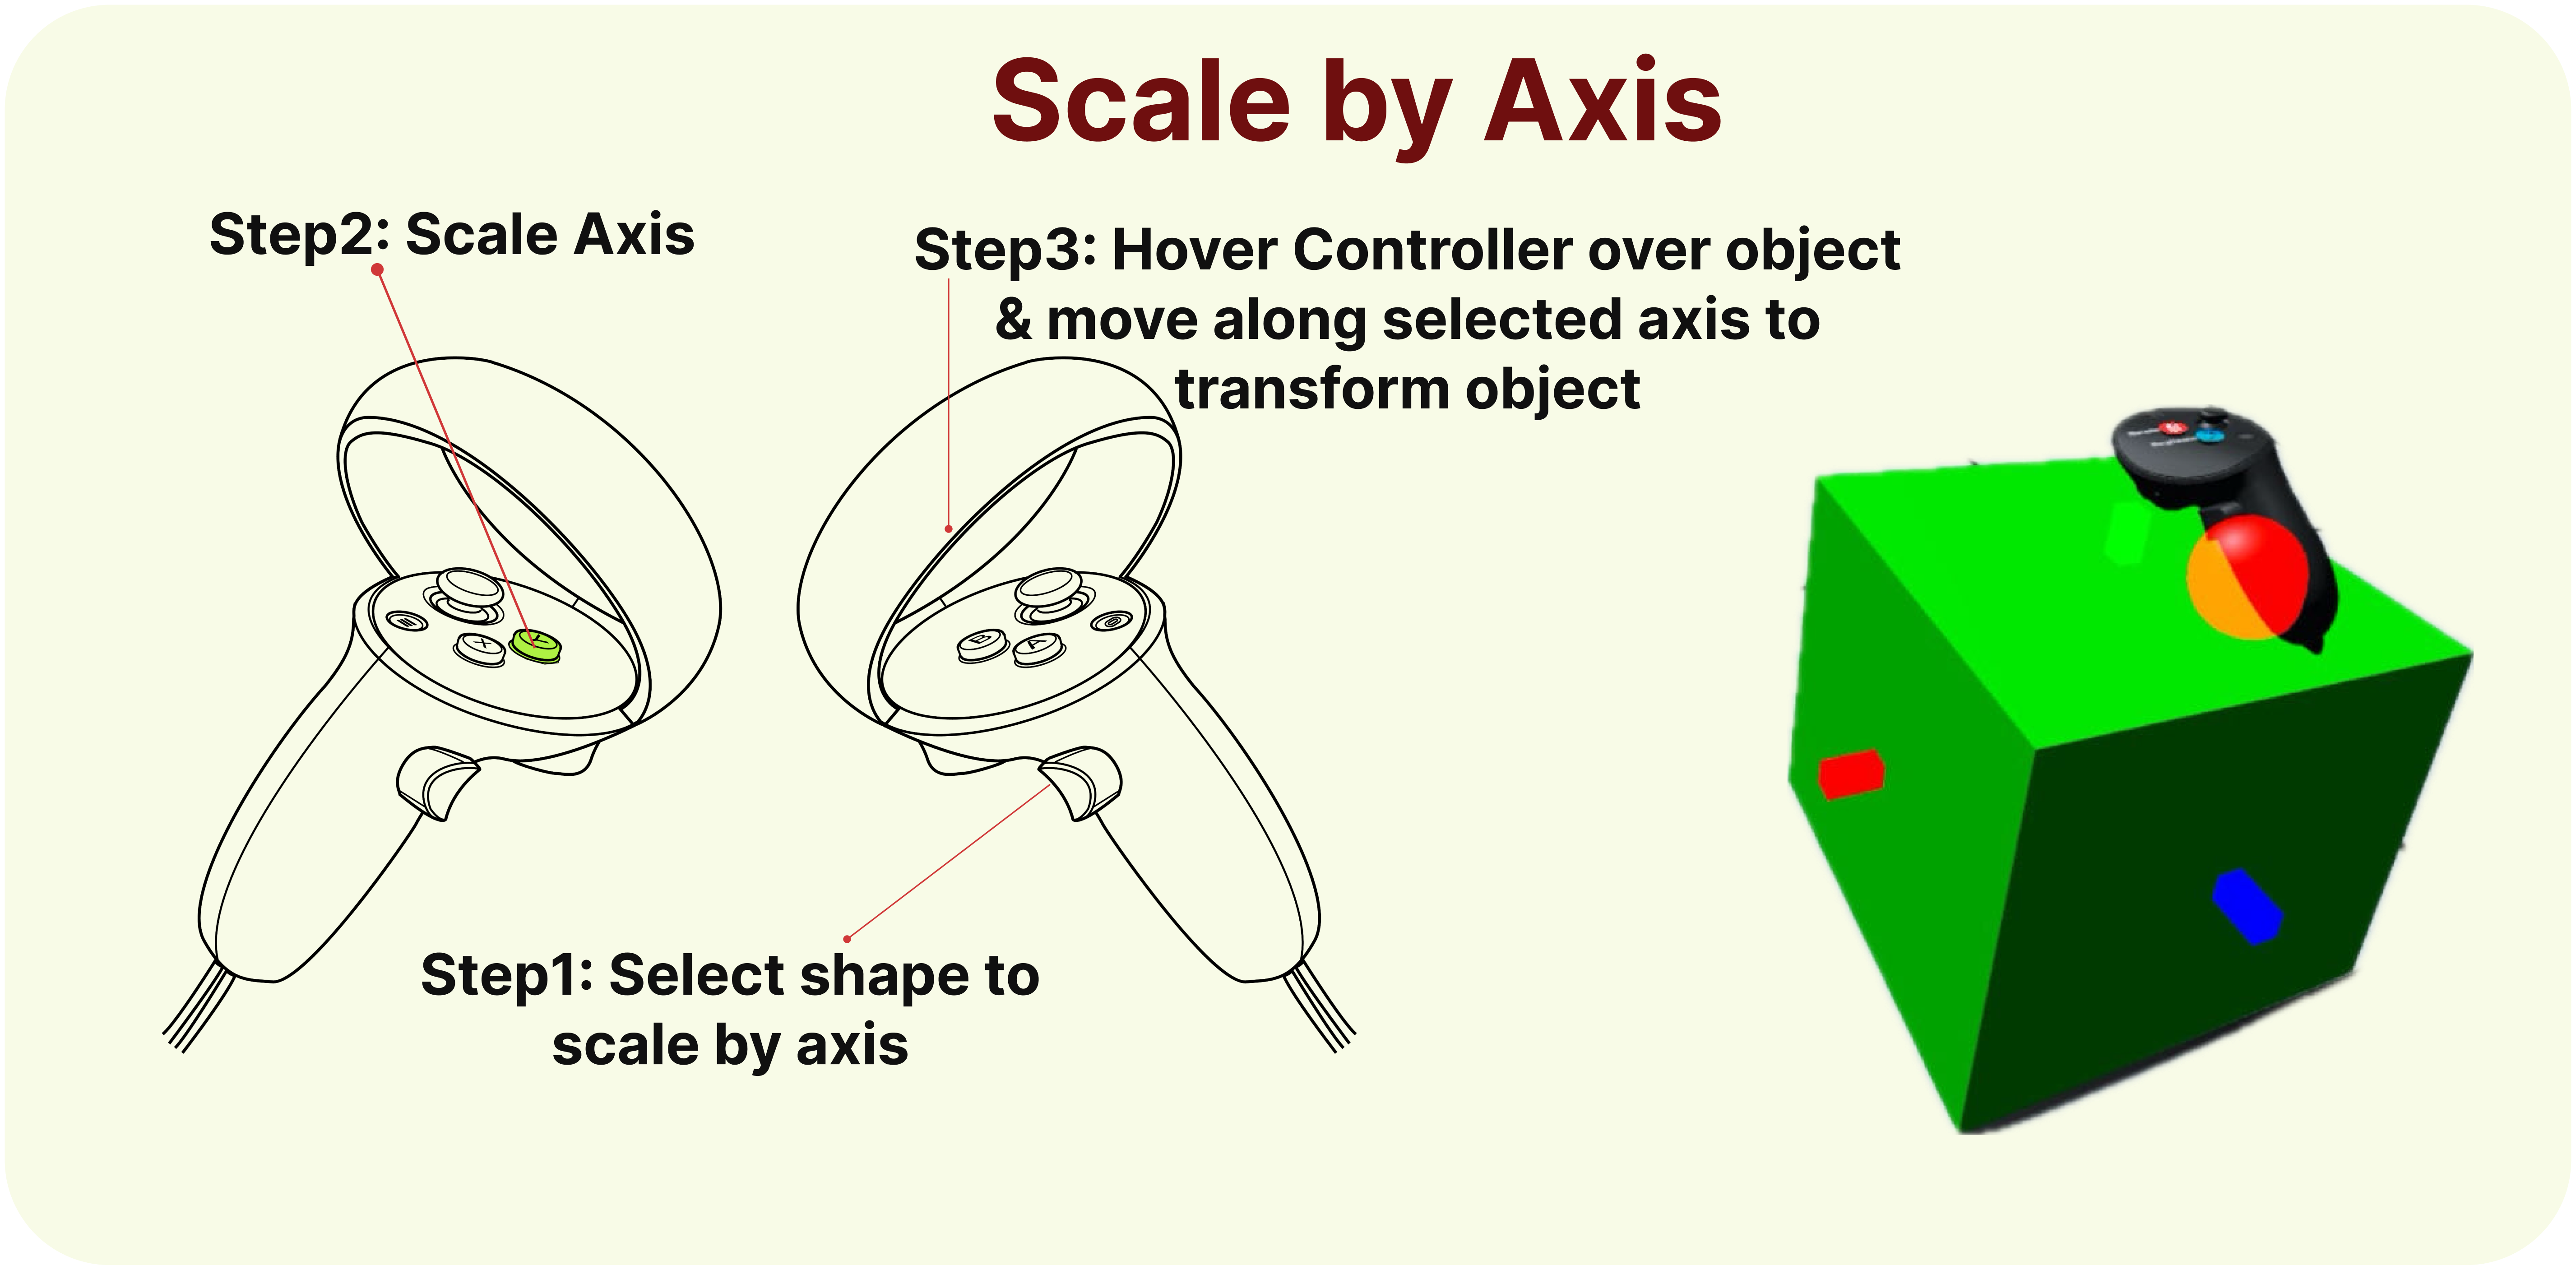 Scale by Axis
Step2: Scale Axis
Step3: Hover Controller over object
& move along selected axis to
transform object
X
Y
B
A
Step1: Select shape to
scale by axis